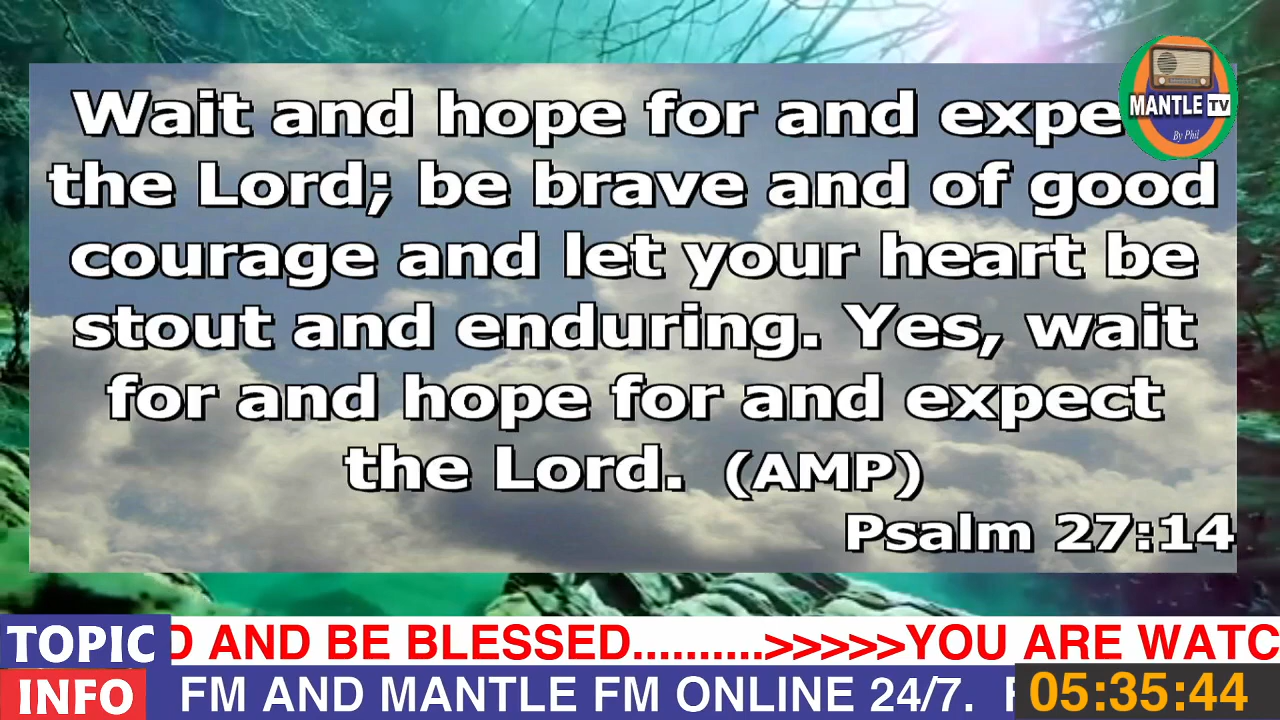 Wait and hope for and expe
the Lord; be brave and of good
courage and let your heart be
stout and enduring. Yes, wait
for and hope for and expect
the Lord. (AMP)
Psalm 27:14
MANTLE TV
By Phil
TOPIC
D AND BE BLESSED..........>>>>>YOU ARE WATC
INFO
FM AND MANTLE FM ONLINE 24/7.
05:35:44